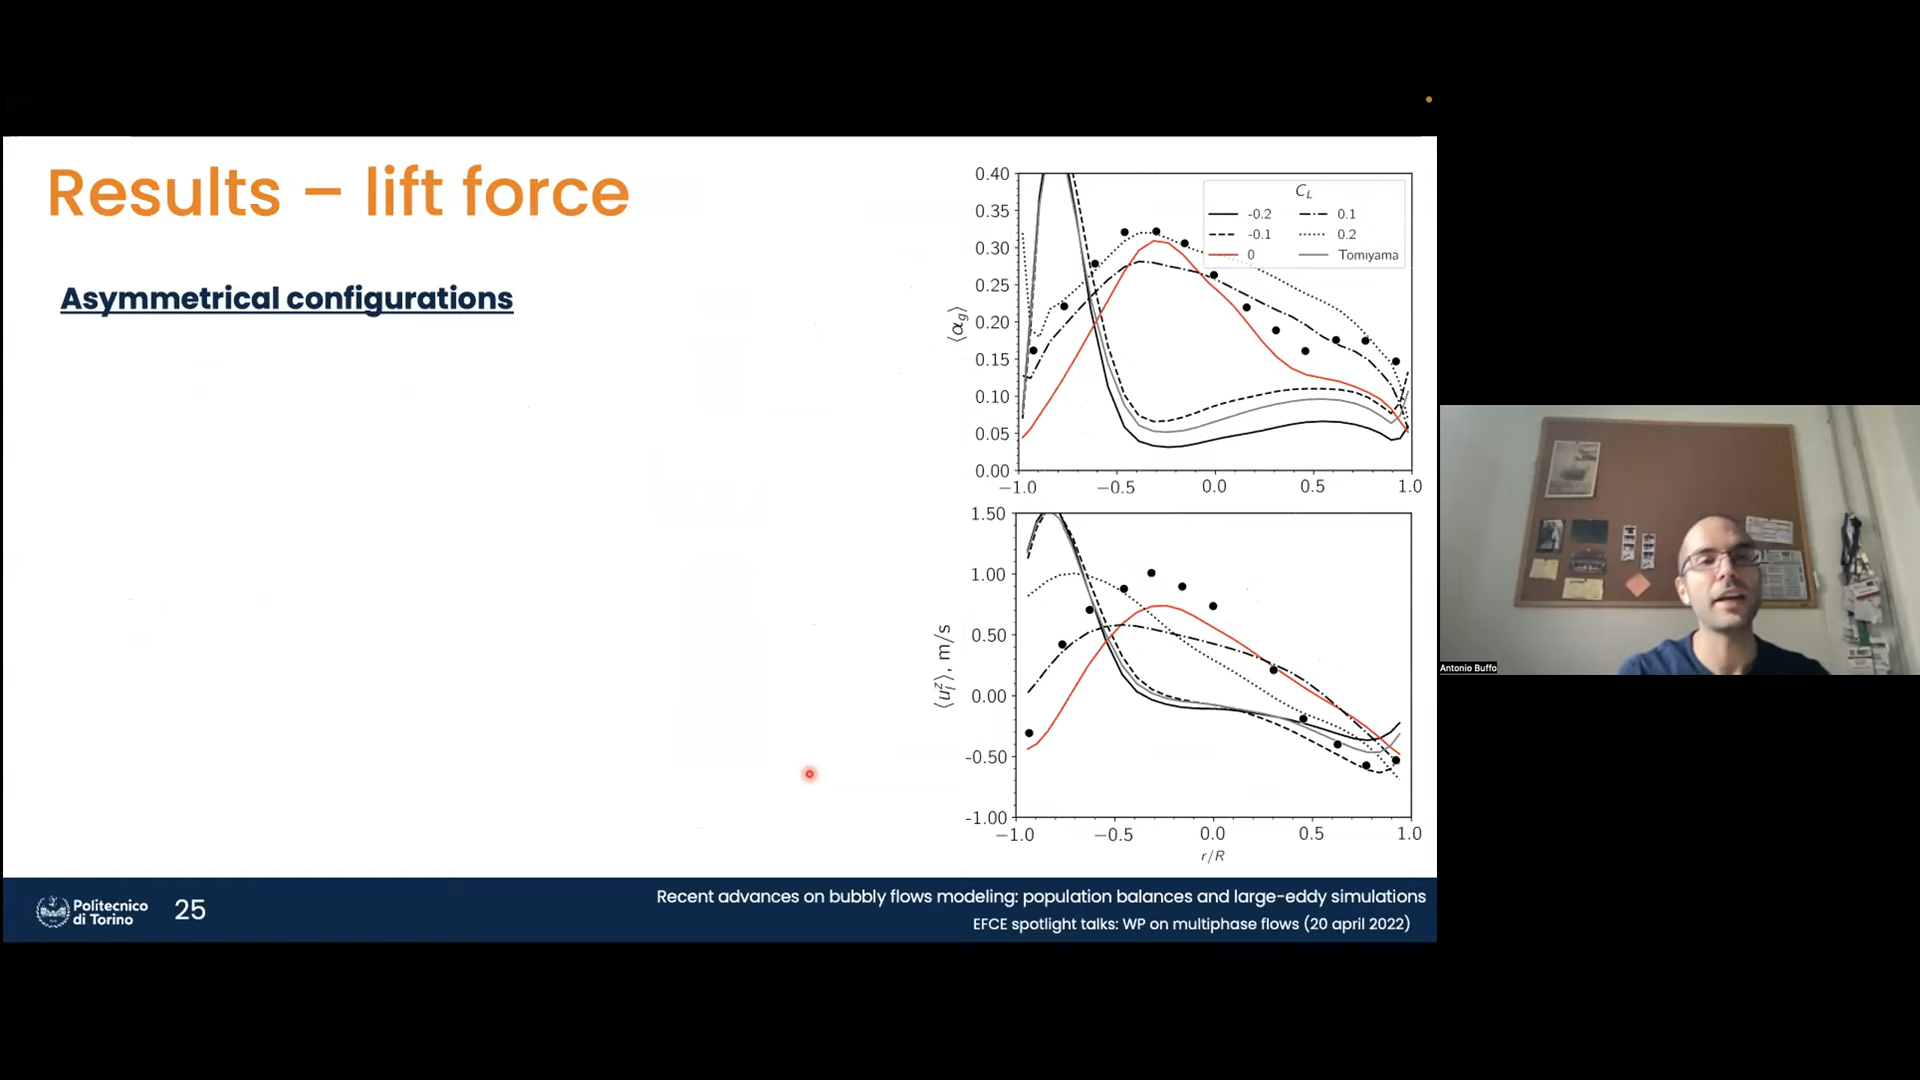 Results – lift force
Asymmetrical configurations
0.40
0.35
0.30
0.25
0.20
0.15
0.10
0.05
0.00
⟨α_g⟩
C_L
-0.2
-0.1
0
0.1
0.2
Tomiyama
−1.0
−0.5
0.0
0.5
1.0
1.50
1.00
0.50
0.00
-0.50
-1.00
⟨u_l^z⟩, m/s
−1.0
−0.5
0.0
0.5
1.0
r/R
Antonio Buffo
Politecnico
di Torino
25
Recent advances on bubbly flows modeling: population balances and large-eddy simulations
EFCE spotlight talks: WP on multiphase flows (20 april 2022)